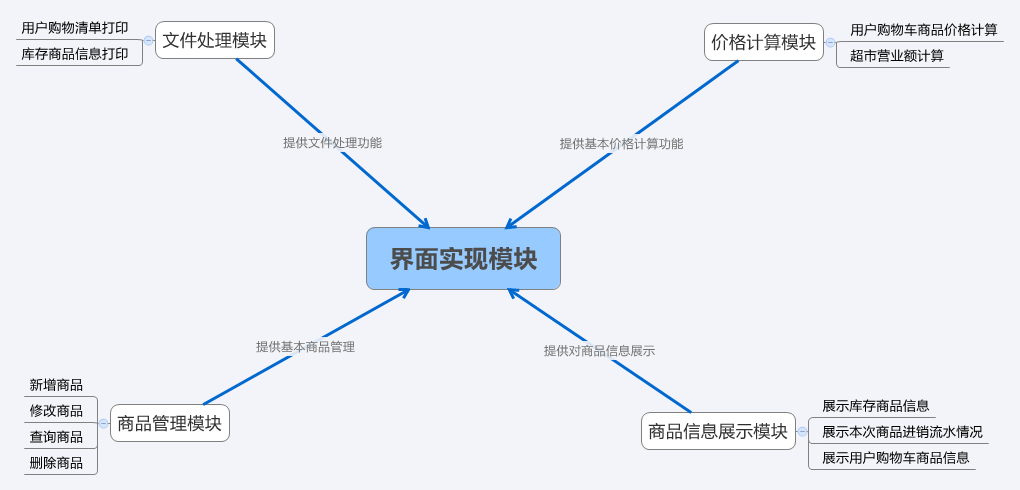 用户购物清单打印
库存商品信息打印
文件处理模块
价格计算模块
用户购物车商品价格计算
超市营业额计算
提供文件处理功能
提供基本价格计算功能
界面实现模块
提供基本商品管理
提供对商品信息展示
新增商品
修改商品
查询商品
删除商品
商品管理模块
商品信息展示模块
展示库存商品信息
展示本次商品进销流水情况
展示用户购物车商品信息